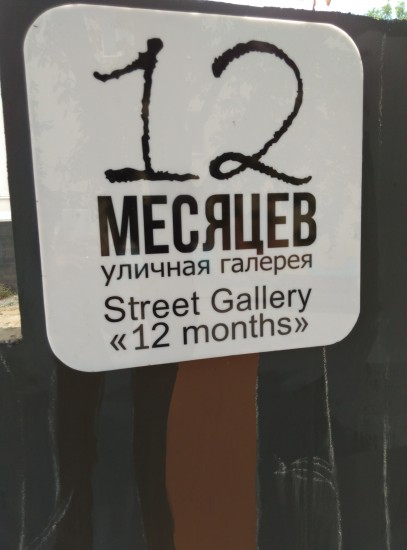 12
МЕСЯЦЕВ
уличная галерея
Street Gallery
«12 months»